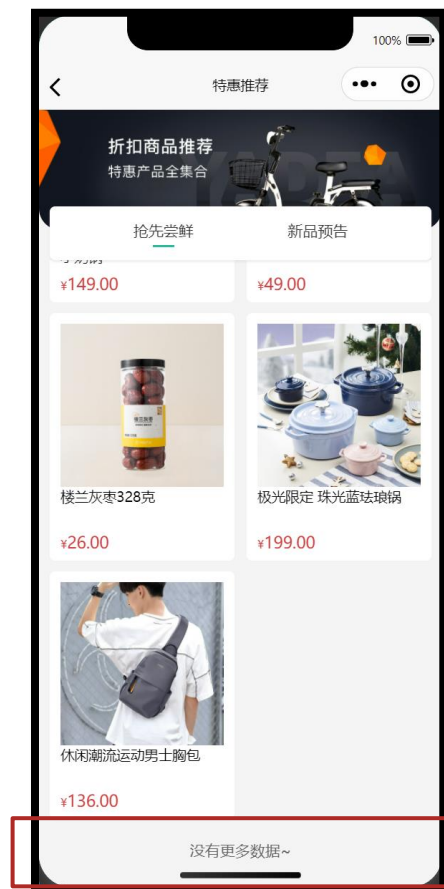 100%
特惠推荐
折扣商品推荐
特惠产品全集合
抢先尝鲜
新品预告
¥149.00
¥49.00
楼兰灰枣328克
极光限定 珠光蓝珐琅锅
¥26.00
¥199.00
休闲潮流运动男士胸包
¥136.00
没有更多数据~